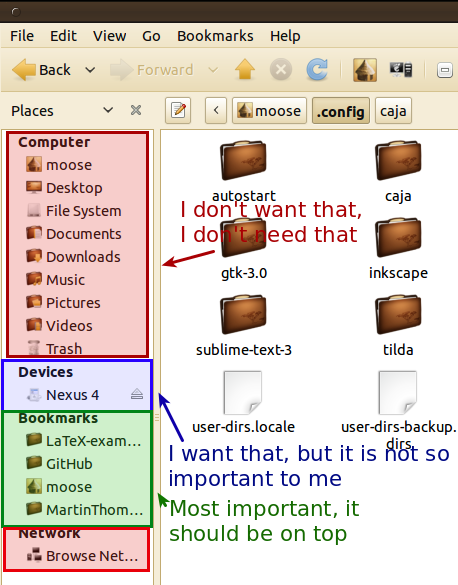 File Edit View Go Bookmarks Help
Back Forward
Places moose .config caja
Computer
moose
Desktop
File System
Documents
Downloads
Music
Pictures
Videos
Trash
Devices
Nexus 4
Bookmarks
LaTeX-exam...
GitHub
moose
MartinThom...
Network
Browse Net...
autostart caja
I don't want that,
I don't need that
gtk-3.0 inkscape
sublime-text-3 tilda
user-dirs.locale user-dirs-backup.
dirs
I want that, but it is not so
important to me
Most important, it
should be on top